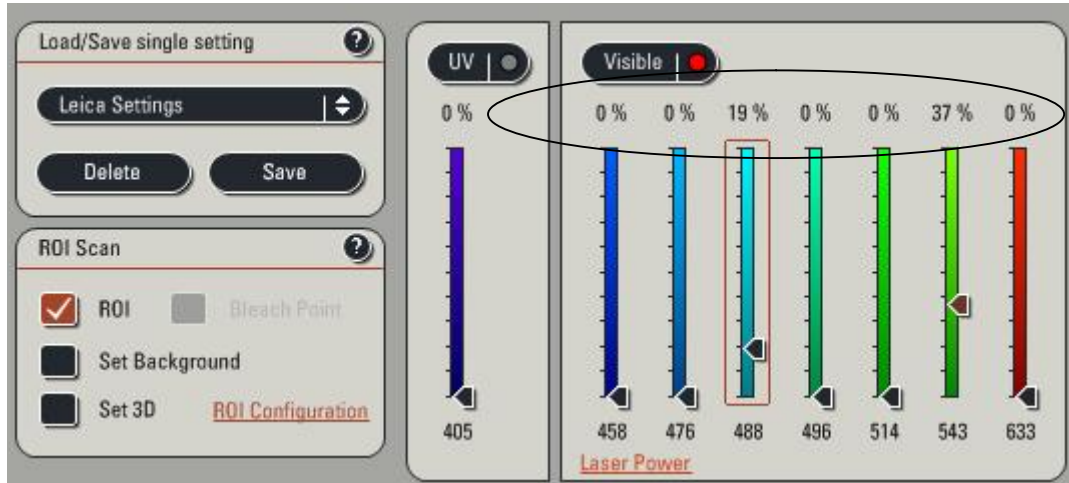 Load/Save single setting ?
Leica Settings
Delete Save
ROI Scan ?
ROI Bleach Point
Set Background
Set 3D ROI Configuration
UV
0 %
405
Visible
0 % 0 % 19 % 0 % 0 % 37 % 0 %
458 476 488 496 514 543 633
Laser Power